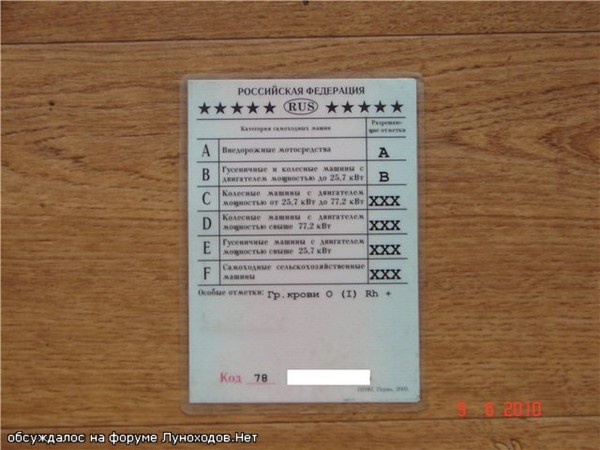 РОССИЙСКАЯ ФЕДЕРАЦИЯ
★★★★★ RUS ★★★★★
Категория самоходных машин
Разрешаю-
щие отметки
A Внедорожные мотосредства A
B Гусеничные и колесные машины с
двигателем мощностью до 25,7 кВт B
C Колесные машины с двигателем
мощностью от 25,7 кВт до 77,2 кВт XXX
D Колесные машины с двигателем
мощностью свыше 77,2 кВт XXX
E Гусеничные машины с двигателем
мощностью свыше 25,7 кВт XXX
F Самоходные сельскохозяйственные
машины XXX
Особые отметки: Гр.крови O (I) Rh +
Код 78
9 6 2010
обсуждалось на форуме Луноходов.Нет